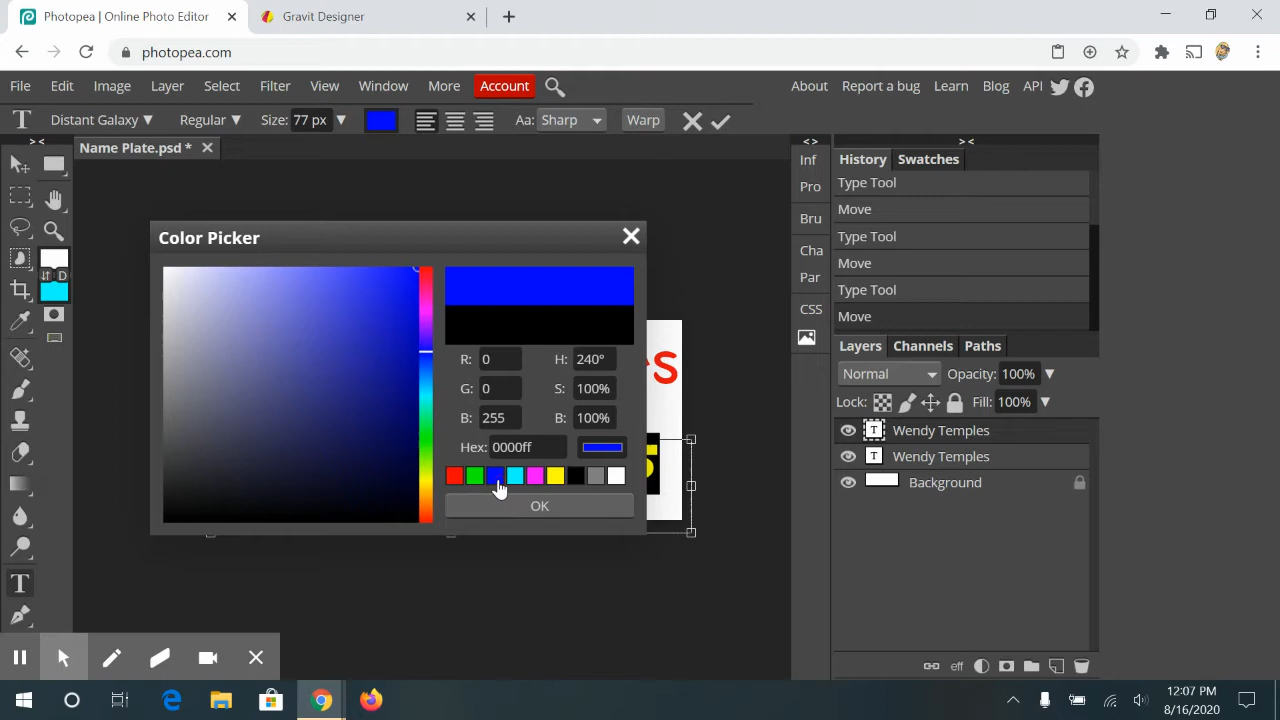 Photopea | Online Photo Editor
Gravit Designer
photopea.com
File Edit Image Layer Select Filter View Window More Account
About Report a bug Learn Blog API
Distant Galaxy Regular Size: 77 px Aa: Sharp Warp
Name Plate.psd *
Color Picker
R: 0 H: 240°
G: 0 S: 100%
B: 255 B: 100%
Hex: 0000ff
OK
s
Inf
Pro
Bru
Cha
Par
CSS
History Swatches
Type Tool
Move
Type Tool
Move
Type Tool
Move
Layers Channels Paths
Normal Opacity: 100%
Lock: Fill: 100%
T Wendy Temples
T Wendy Temples
Background
eff
12:07 PM
8/16/2020